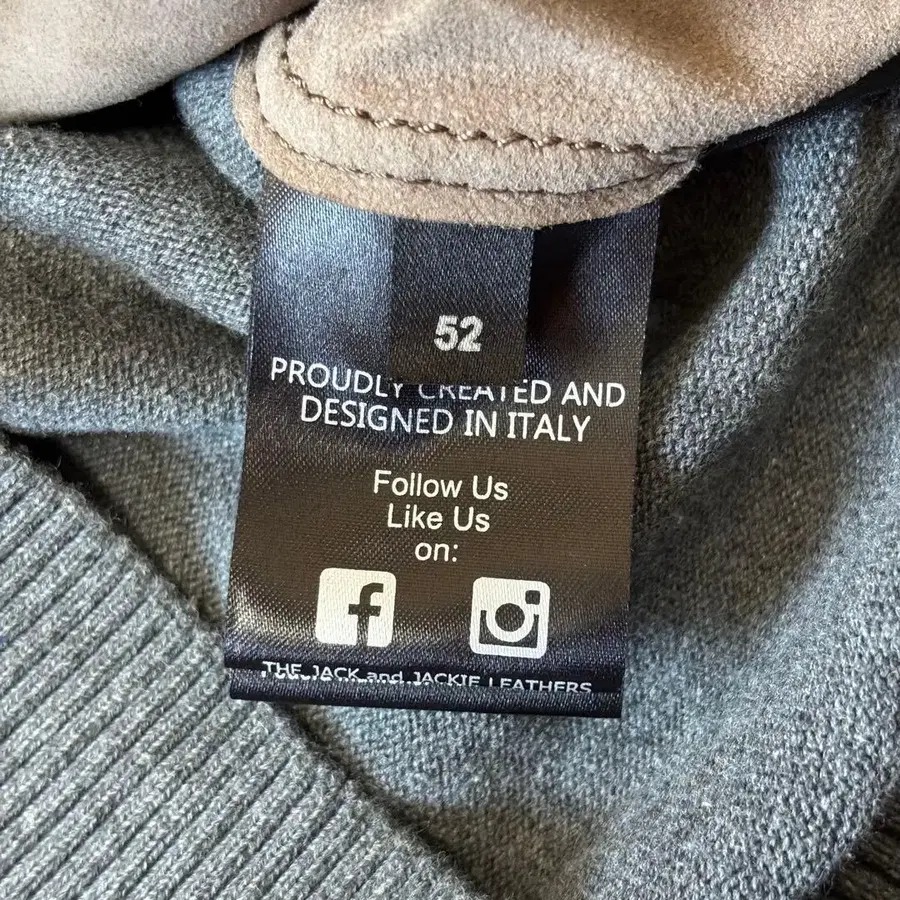 52
PROUDLY CREATED AND
DESIGNED IN ITALY
Follow Us
Like Us
on:
THE JACK and JACKIE LEATHERS